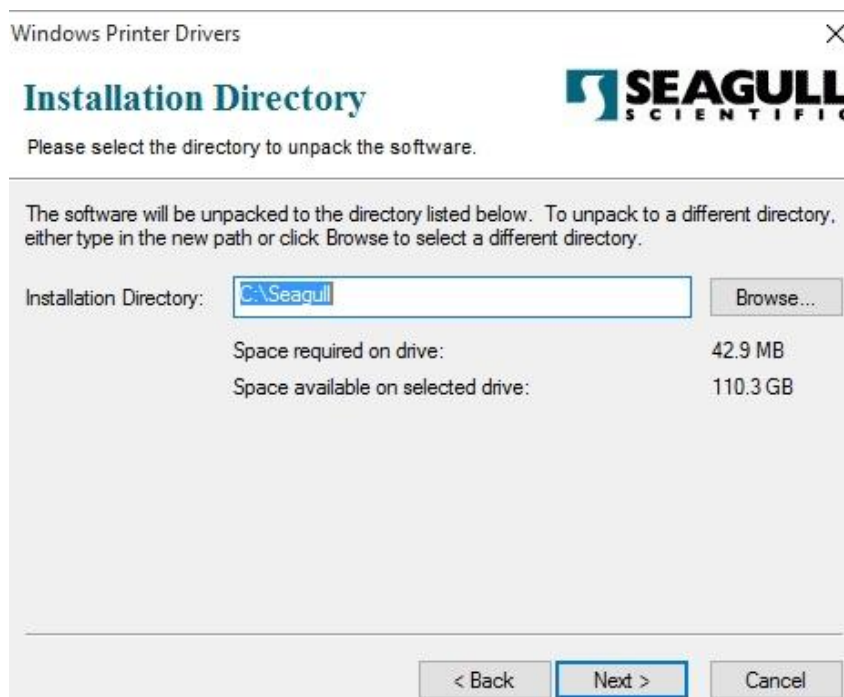 Windows Printer Drivers
Installation Directory
SEAGULL
SCIENTIFIC
Please select the directory to unpack the software.
The software will be unpacked to the directory listed below. To unpack to a different directory,
either type in the new path or click Browse to select a different directory.
Installation Directory: C:\Seagull Browse...
Space required on drive: 42.9 MB
Space available on selected drive: 110.3 GB
< Back Next > Cancel